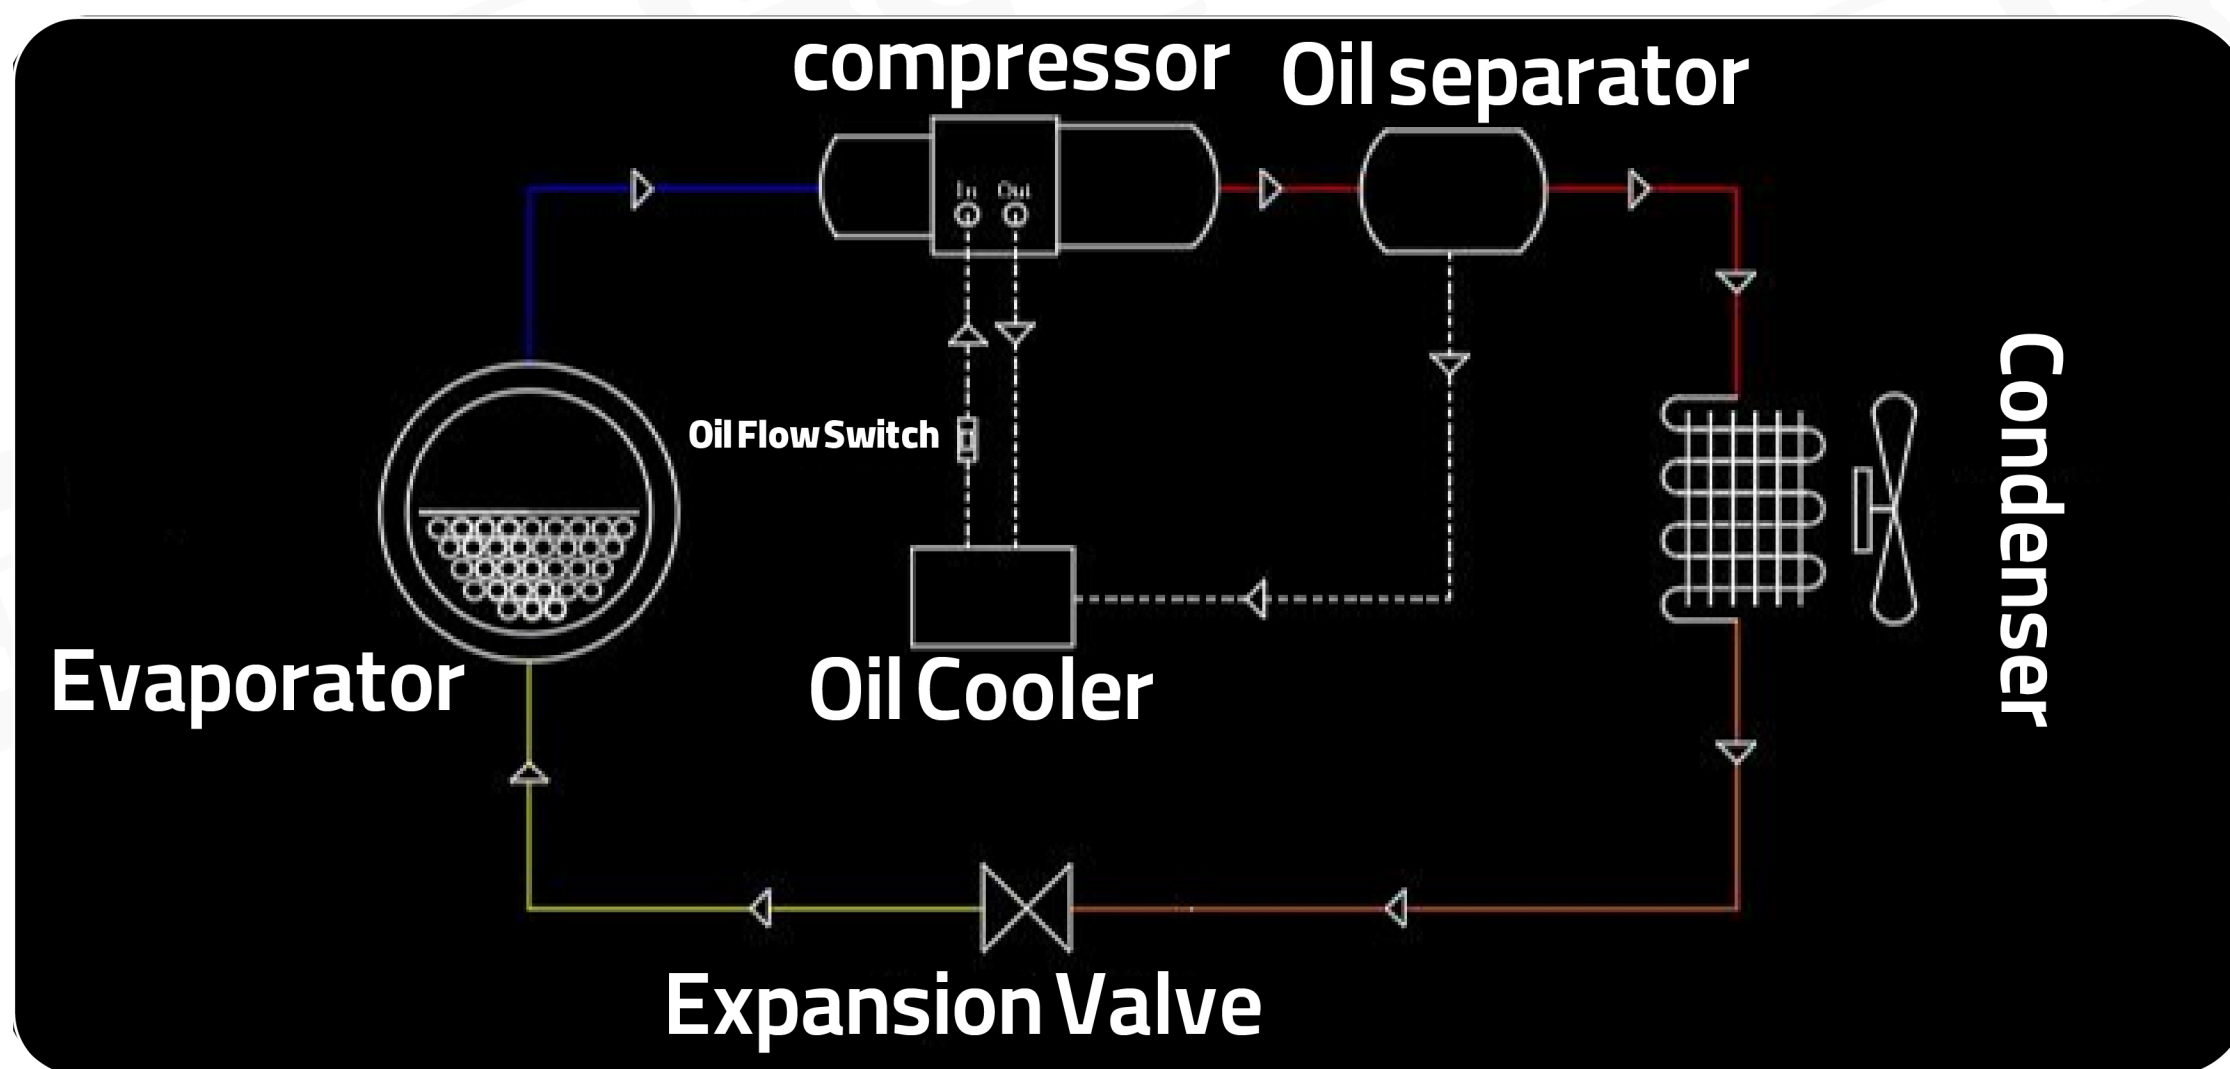 compressor
Oil separator
In Out
Oil Flow Switch
Condenser
Evaporator
Oil Cooler
Expansion Valve